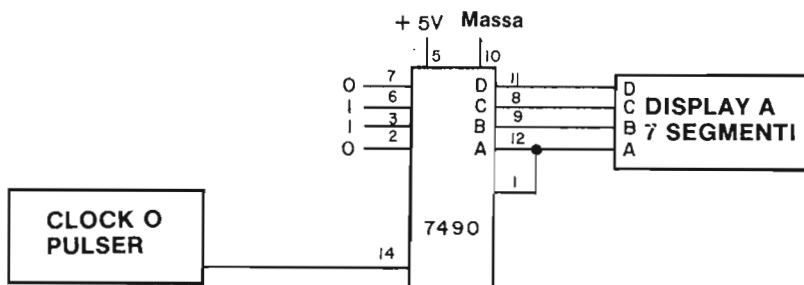 + 5V Massa
5 10
0 7 D 11 D
1 6 C 8 C DISPLAY A
1 3 B 9 B 7 SEGMENTI
0 2 A 12 A
1
7490
CLOCK O
PULSER
14